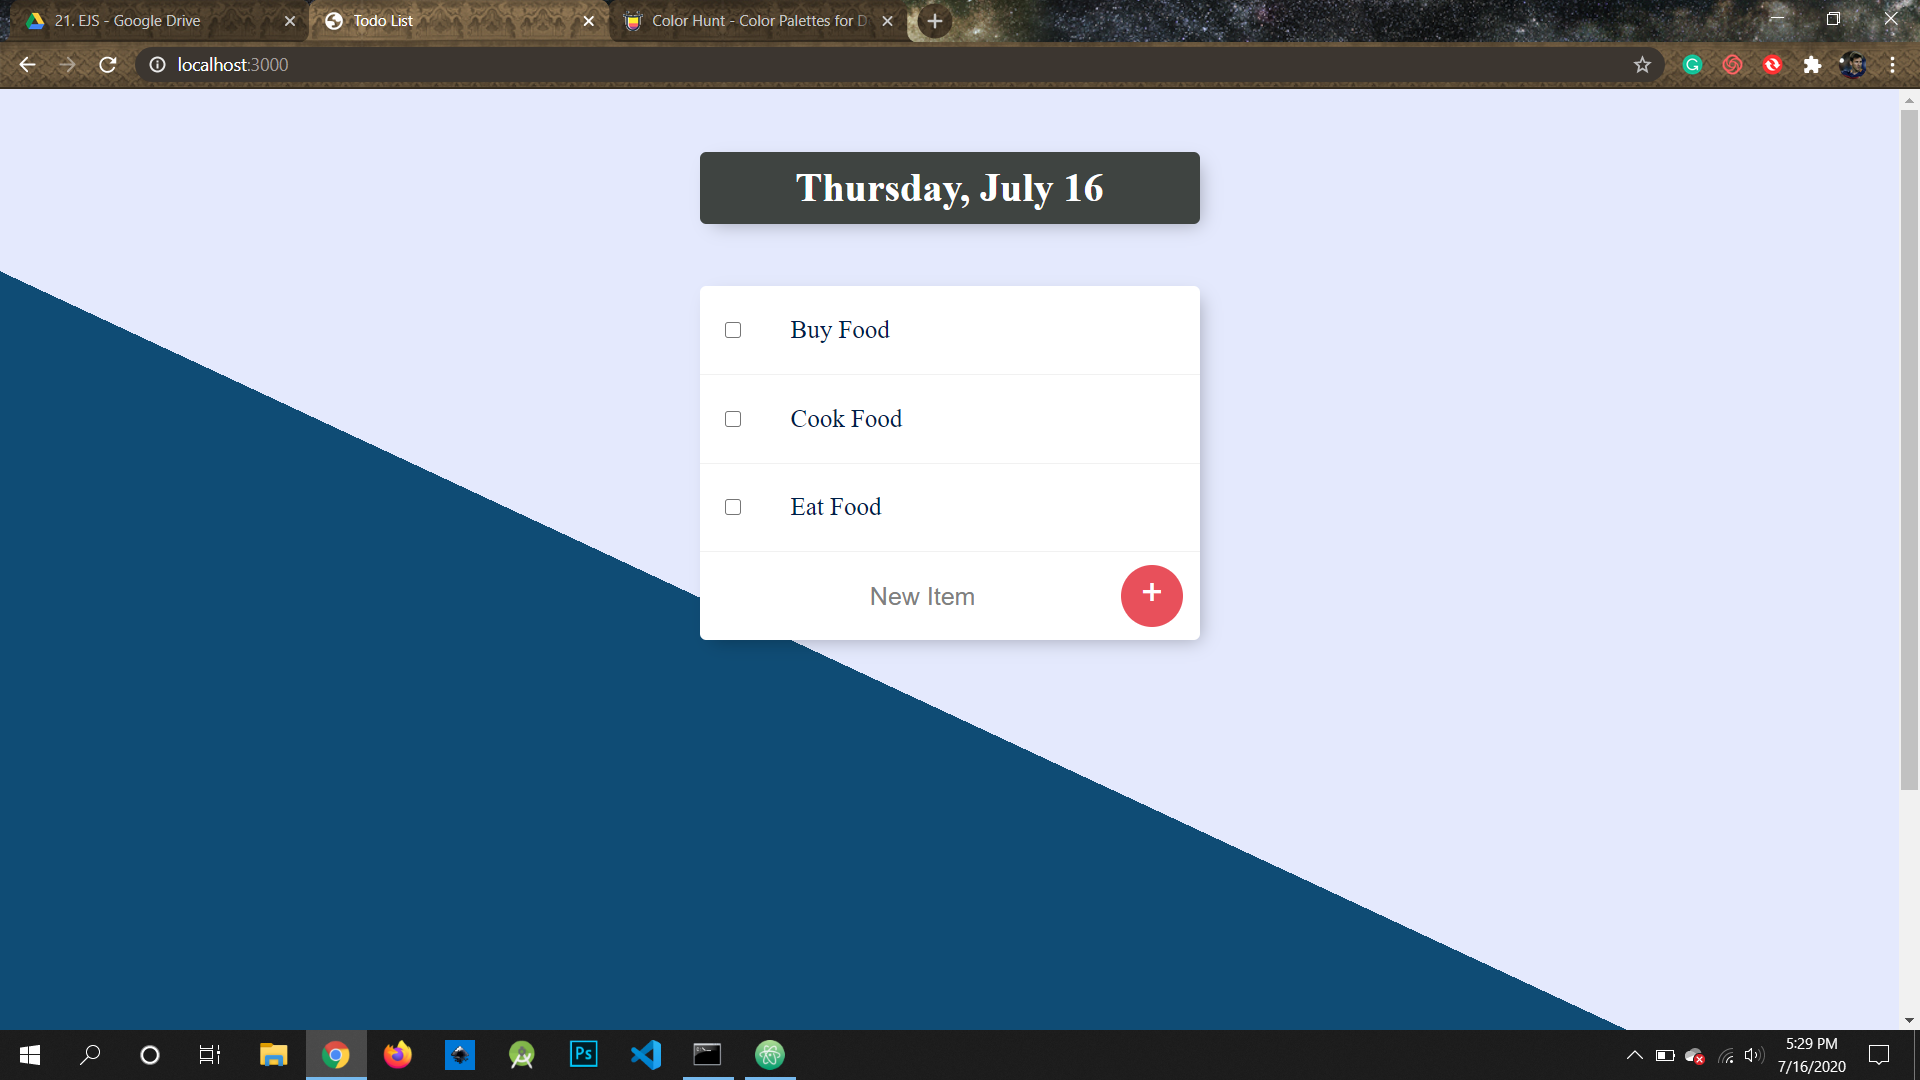 21. EJS - Google Drive
Todo List
Color Hunt - Color Palettes for D
localhost:3000
Thursday, July 16
Buy Food
Cook Food
Eat Food
New Item
+
Ps
5:29 PM
7/16/2020